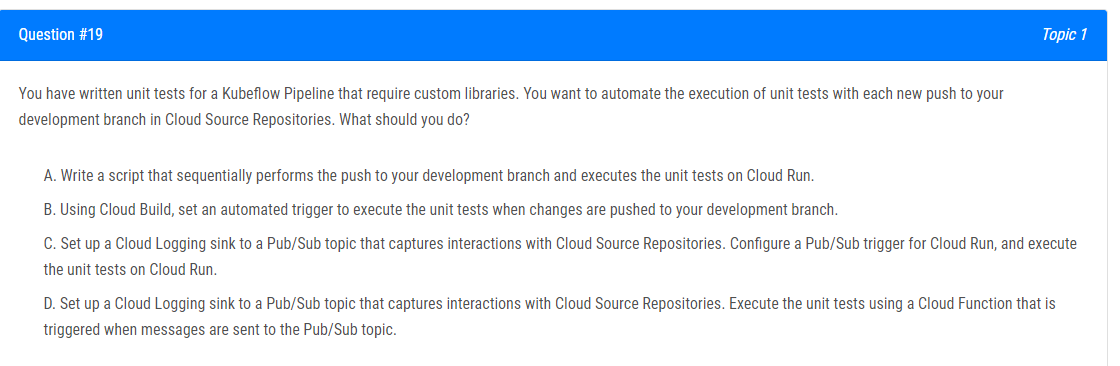 Question #19
Topic 1
You have written unit tests for a Kubeflow Pipeline that require custom libraries. You want to automate the execution of unit tests with each new push to your
development branch in Cloud Source Repositories. What should you do?
A. Write a script that sequentially performs the push to your development branch and executes the unit tests on Cloud Run.
B. Using Cloud Build, set an automated trigger to execute the unit tests when changes are pushed to your development branch.
C. Set up a Cloud Logging sink to a Pub/Sub topic that captures interactions with Cloud Source Repositories. Configure a Pub/Sub trigger for Cloud Run, and execute
the unit tests on Cloud Run.
D. Set up a Cloud Logging sink to a Pub/Sub topic that captures interactions with Cloud Source Repositories. Execute the unit tests using a Cloud Function that is
triggered when messages are sent to the Pub/Sub topic.